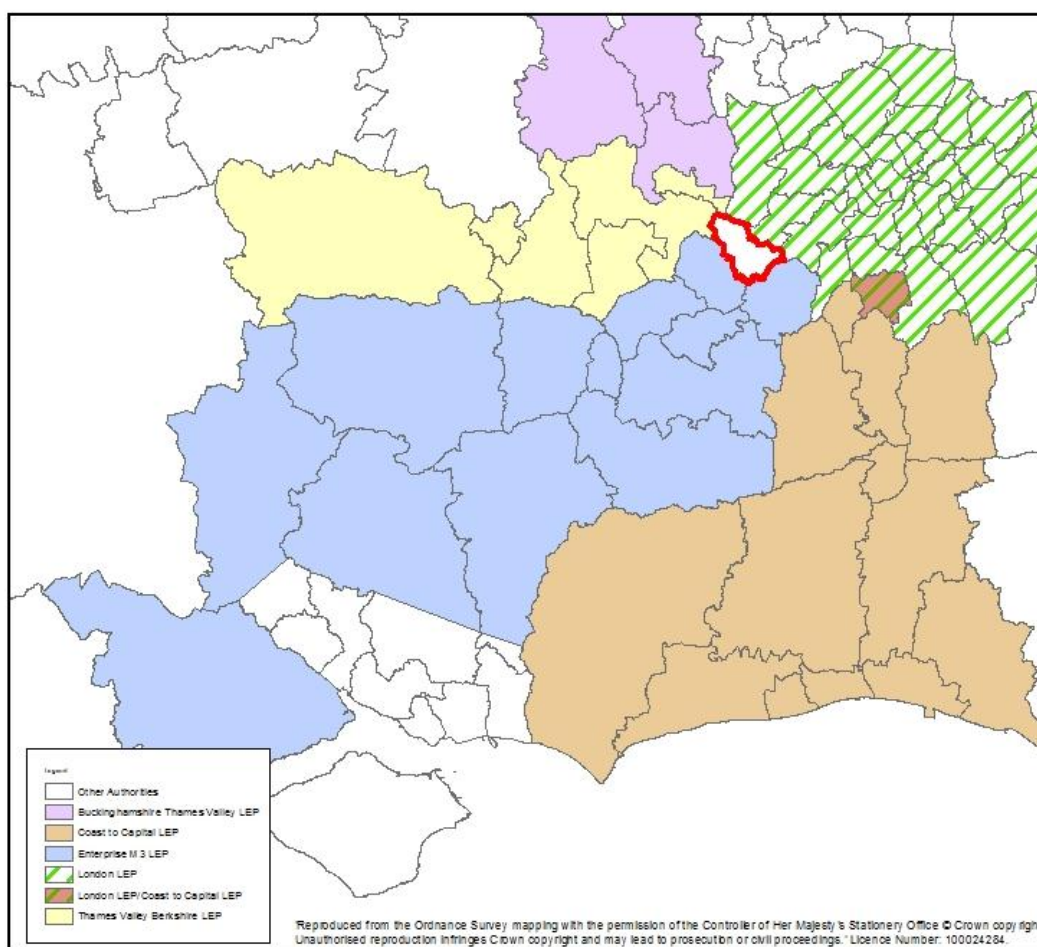 Legend
Other Authorities
Buckinghamshire Thames Valley LEP
Coast to Capital LEP
Enterprise M3 LEP
London LEP
London LEP/Coast to Capital LEP
Thames Valley Berkshire LEP
'Reproduced from the Ordnance Survey mapping with the permission of the Controller of Her Majesty's Stationery Office © Crown copyright
Unauthorised reproduction infringes Crown copyright and may lead to prosecution or civil proceedings.' Licence Number: 100024284.